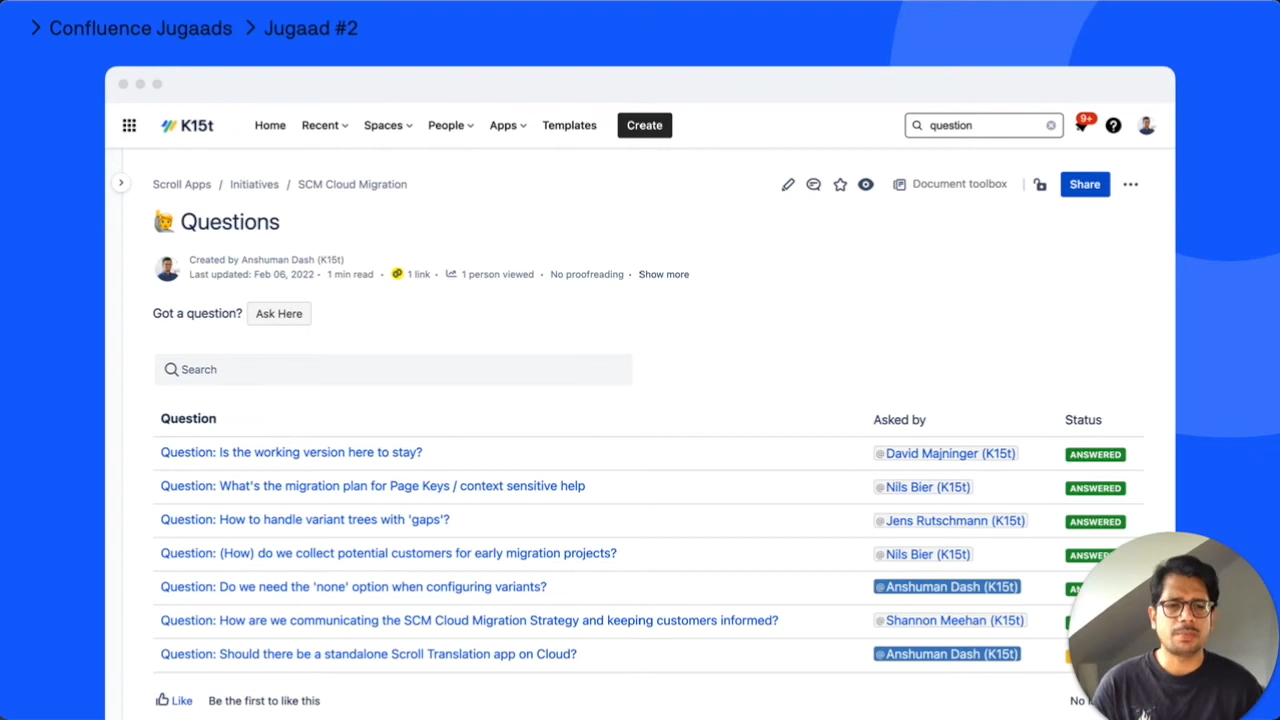 Confluence Jugaads > Jugaad #2
K15t Home Recent Spaces People Apps Templates Create question 9+
Scroll Apps / Initiatives / SCM Cloud Migration Document toolbox Share
Questions
Created by Anshuman Dash (K15t)
Last updated: Feb 06, 2022 • 1 min read • 1 link • 1 person viewed • No proofreading • Show more
Got a question? Ask Here
Search
Question Asked by Status
Question: Is the working version here to stay? @David Majninger (K15t) ANSWERED
Question: What's the migration plan for Page Keys / context sensitive help @Nils Bier (K15t) ANSWERED
Question: How to handle variant trees with 'gaps'? @Jens Rutschmann (K15t) ANSWERED
Question: (How) do we collect potential customers for early migration projects? @Nils Bier (K15t)
Question: Do we need the 'none' option when configuring variants? @Anshuman Dash (K15t)
Question: How are we communicating the SCM Cloud Migration Strategy and keeping customers informed? @Shannon Meehan (K15t)
Question: Should there be a standalone Scroll Translation app on Cloud? @Anshuman Dash (K15t)
Like Be the first to like this No